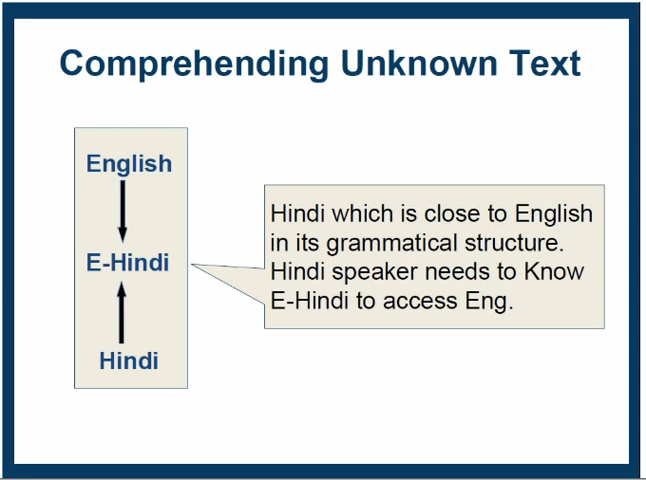 Comprehending Unknown Text
English
E-Hindi
Hindi
Hindi which is close to English
in its grammatical structure.
Hindi speaker needs to Know
E-Hindi to access Eng.